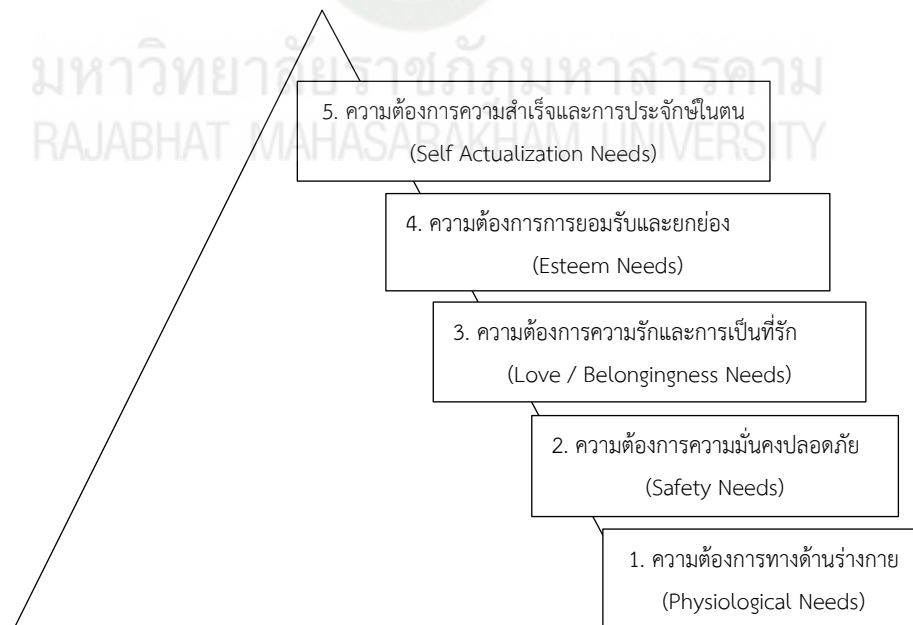 มหาวิทยาลัยราชภัฏมหาสารคาม
RAJABHAT MAHASARAKHAM UNIVERSITY
5. ความต้องการความสำเร็จและการประจักษ์ในตน
(Self Actualization Needs)
4. ความต้องการการยอมรับและยกย่อง
(Esteem Needs)
3. ความต้องการความรักและการเป็นที่รัก
(Love / Belongingness Needs)
2. ความต้องการความมั่นคงปลอดภัย
(Safety Needs)
1. ความต้องการทางด้านร่างกาย
(Physiological Needs)